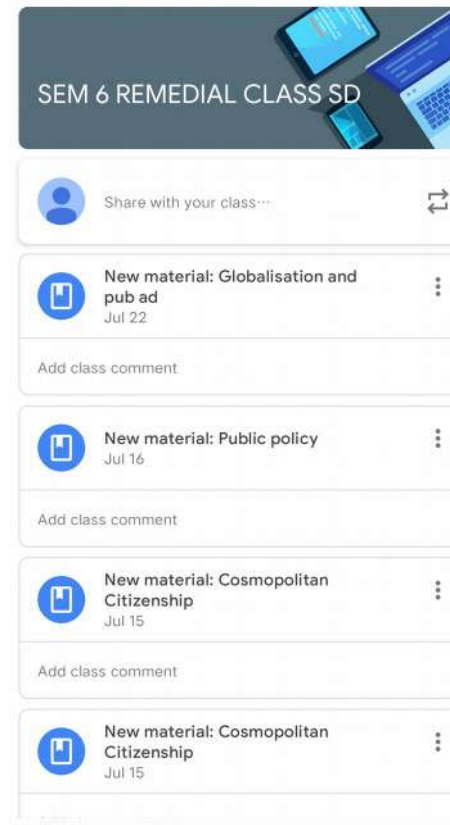 SEM 6 REMEDIAL CLASS SD
Share with your class...
New material: Globalisation and
pub ad
Jul 22
Add class comment
New material: Public policy
Jul 16
Add class comment
New material: Cosmopolitan
Citizenship
Jul 15
Add class comment
New material: Cosmopolitan
Citizenship
Jul 15